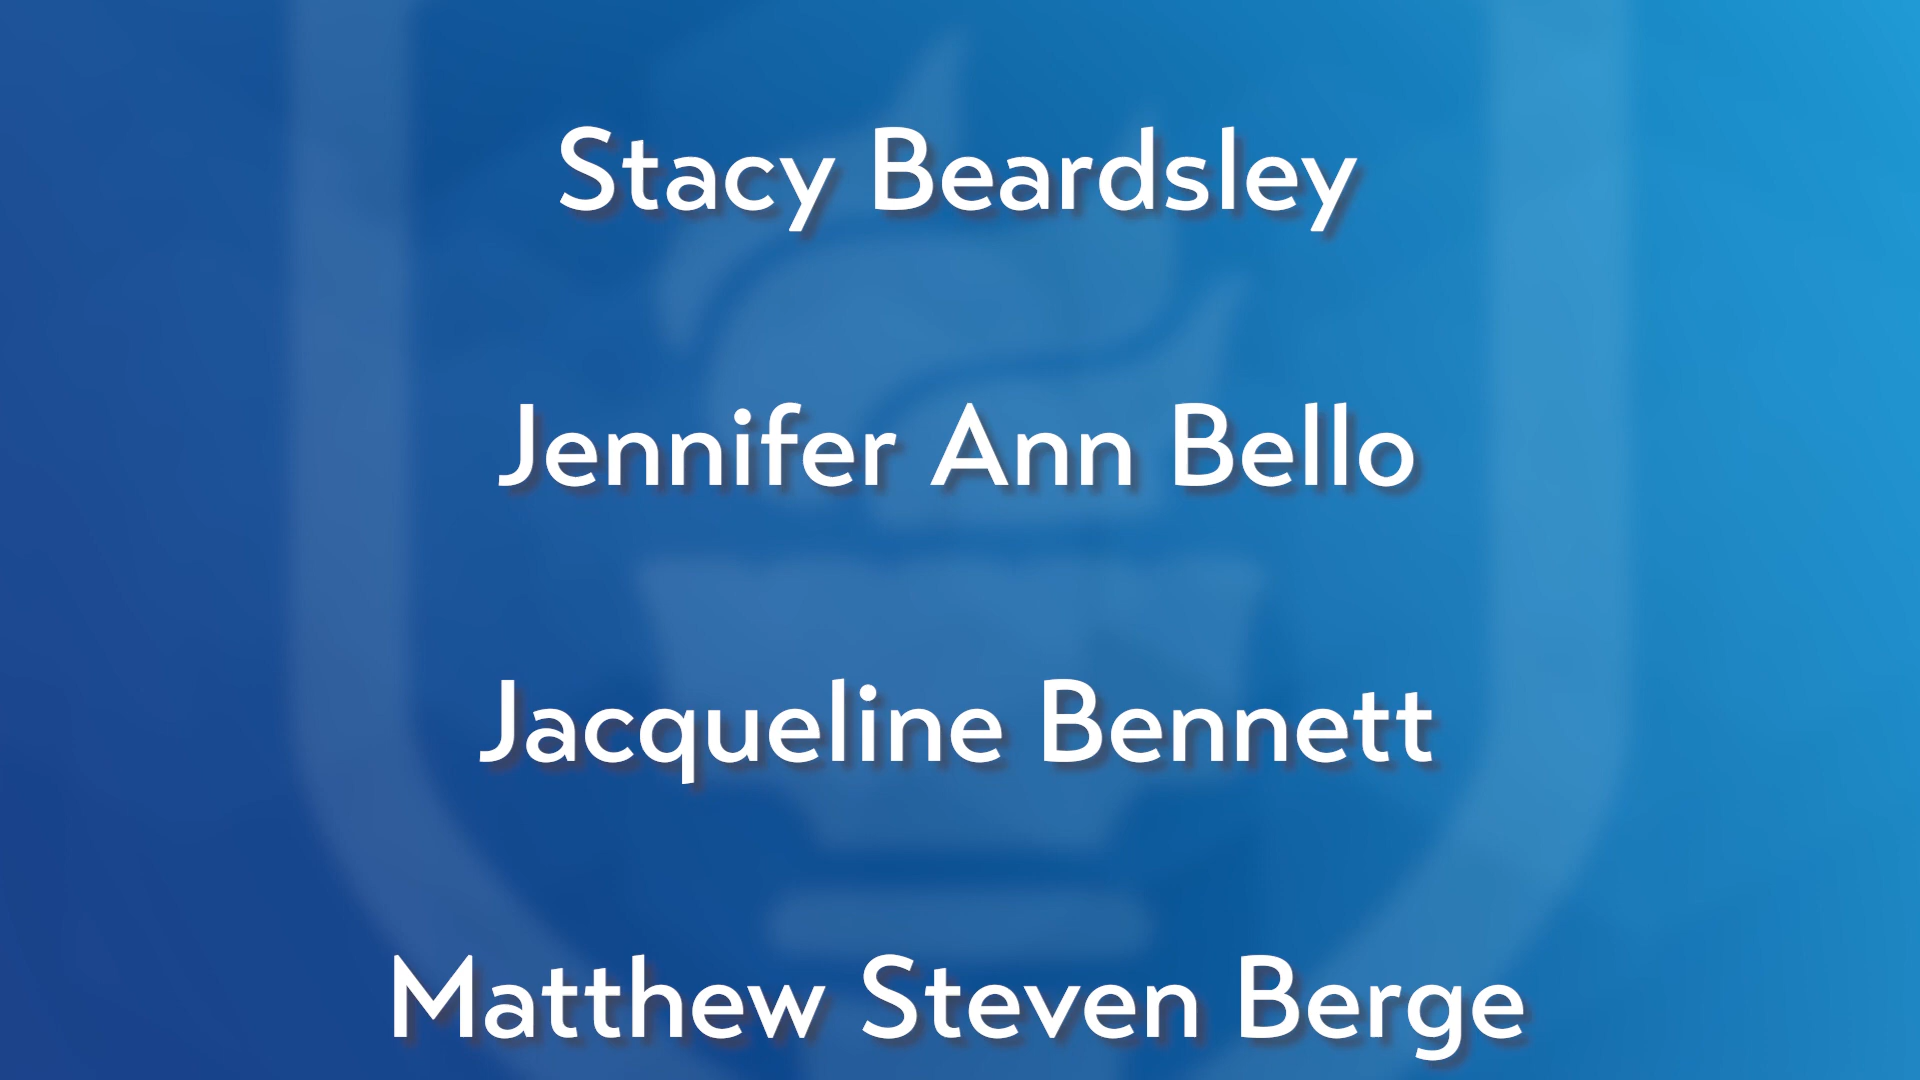 Stacy Beardsley
Jennifer Ann Bello
Jacqueline Bennett
Matthew Steven Berge